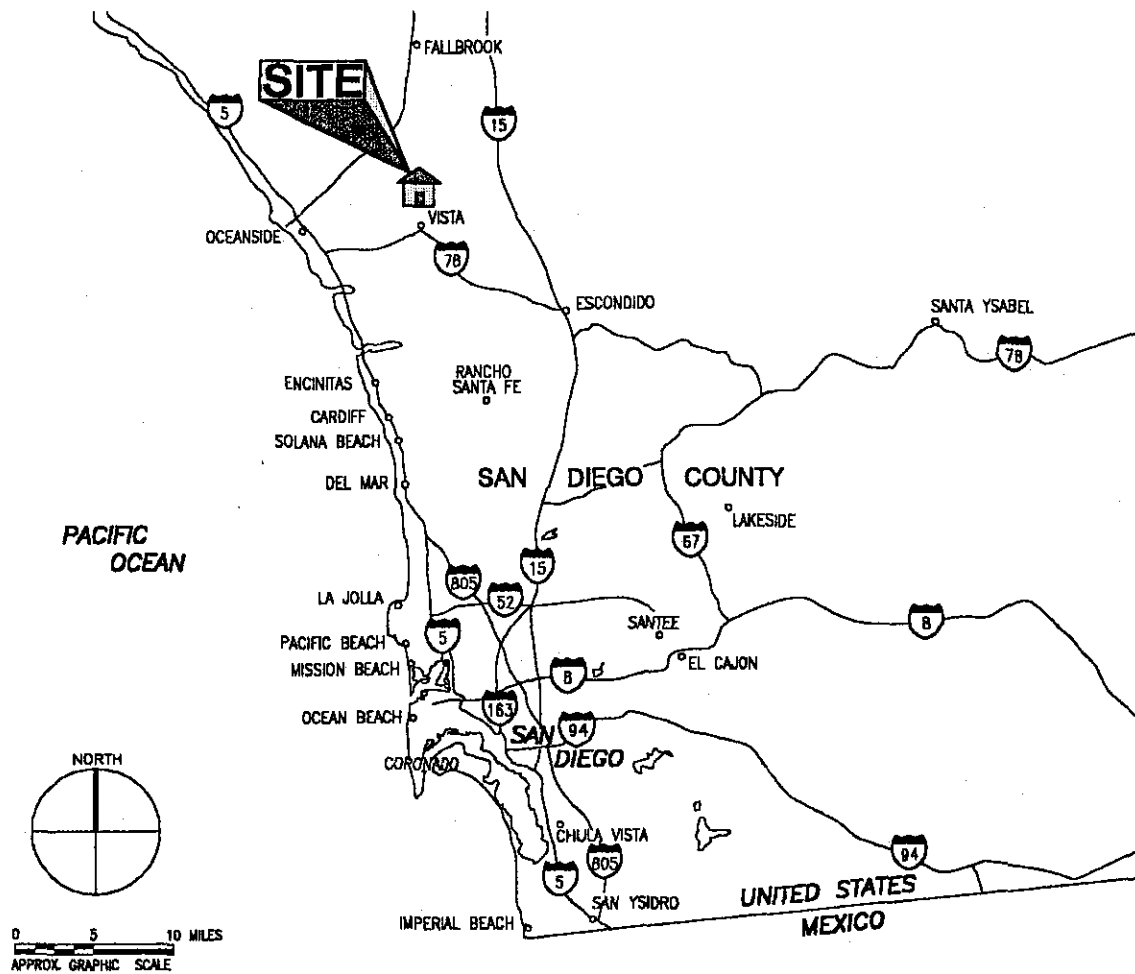 FALLBROOK
SITE
5
15
VISTA
OCEANSIDE
78
ESCONDIDO
SANTA YSABEL
78
RANCHO
SANTA FE
ENCINITAS
CARDIFF
SOLANA BEACH
SAN DIEGO COUNTY
DEL MAR
LAKESIDE
PACIFIC
OCEAN
67
15
805
52
LA JOLLA
8
SANTEE
5
PACIFIC BEACH
EL CAJON
MISSION BEACH
8
163
OCEAN BEACH
94
SAN
DIEGO
NORTH
CORONADO
CHULA VISTA
94
805
5
UNITED STATES
MEXICO
SAN YSIDRO
IMPERIAL BEACH
0 5 10 MILES
APPROX. GRAPHIC SCALE